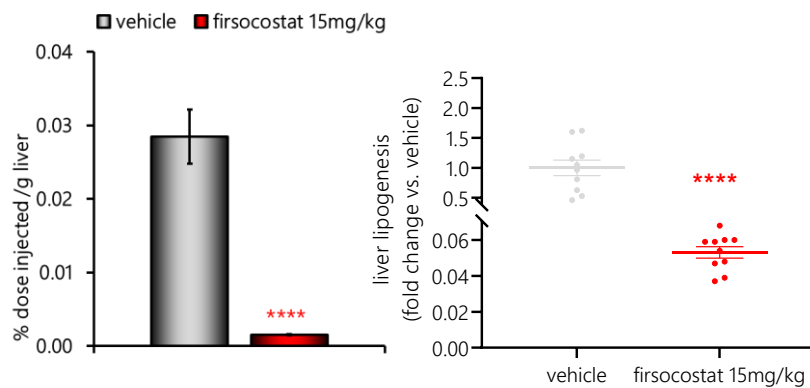 vehicle
firsocostat 15mg/kg
% dose injected /g liver
0.04
0.03
0.02
0.01
0.00
****
liver lipogenesis
(fold change vs. vehicle)
2.5
2.0
1.5
1.0
0.5
0.06
0.04
0.02
0.00
****
vehicle
firsocostat 15mg/kg